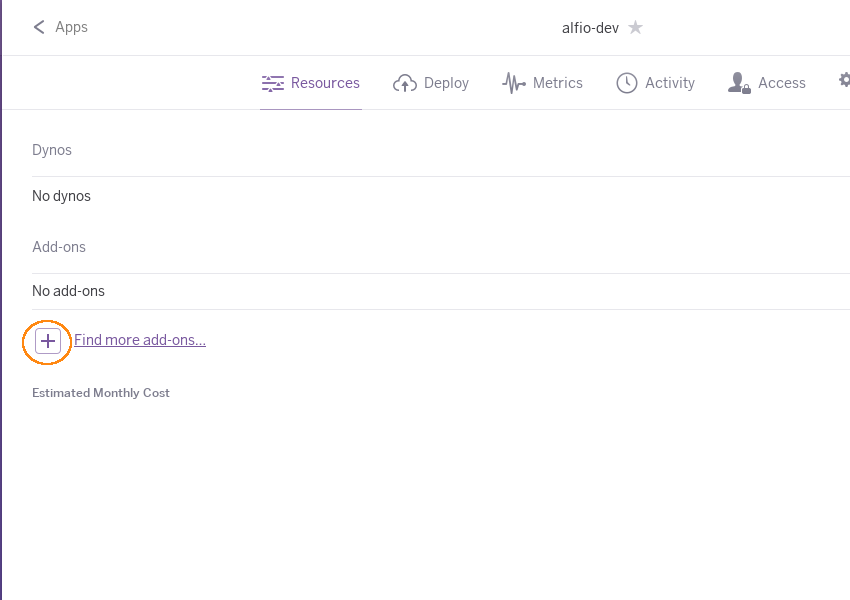 Apps
alfio-dev
Resources Deploy Metrics Activity Access
Dynos
No dynos
Add-ons
No add-ons
Find more add-ons...
Estimated Monthly Cost